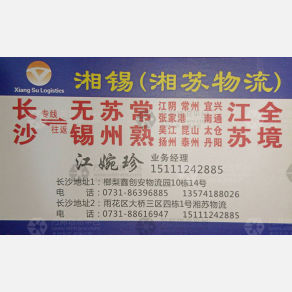 Xiang Su Logistics
湘锡(湘苏物流)
长沙 专线 往返 无锡 苏州 常熟
江阴 常州 宜兴
张家港 南通
吴江 昆山 太仓
扬州 泰州 丹阳
江苏 全境
江婉珍 业务经理
15111242885
长沙地址1:榔梨鑫创安物流园10栋14号
电 话:0731-86396885 13574188026
地址2:雨花区大桥三区四栋1号湘苏物流
电 话:0731-88616947 15111242885